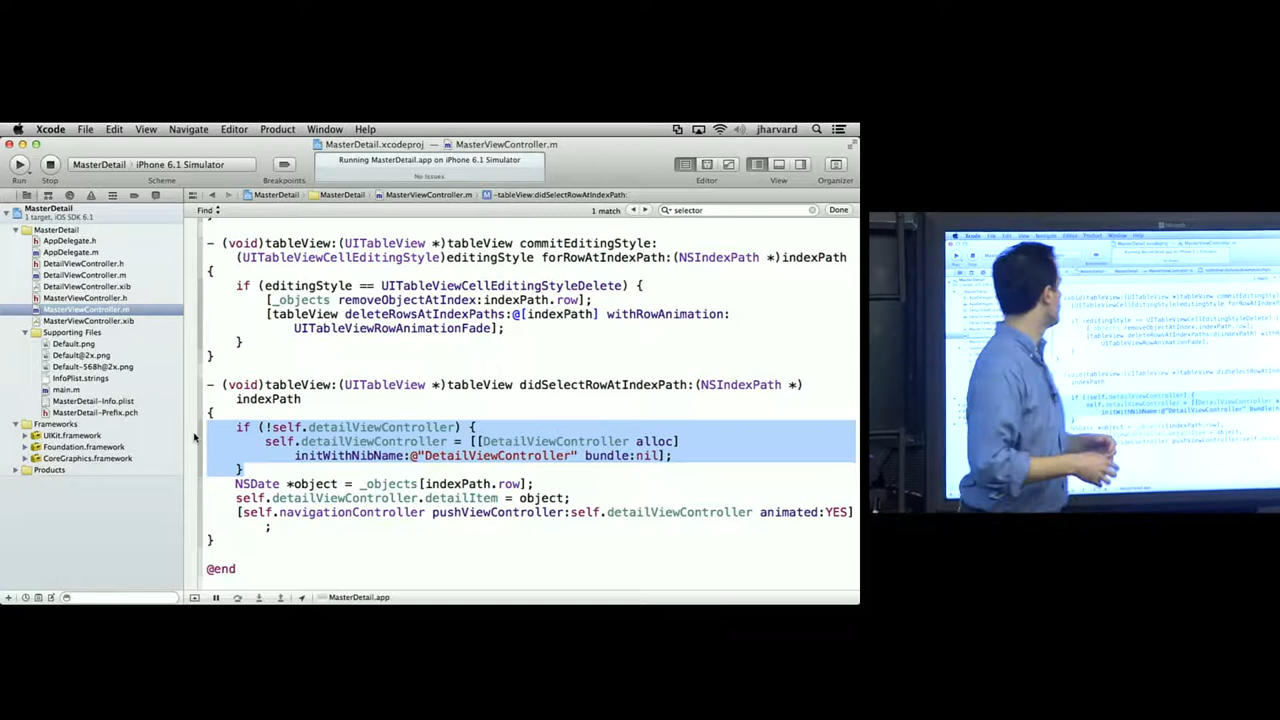 Xcode File Edit View Navigate Editor Product Window Help jharvard
MasterDetail.xcodeproj — MasterViewController.m
MasterDetail iPhone 6.1 Simulator
Running MasterDetail.app on iPhone 6.1 Simulator
No Issues
Run Stop Scheme Breakpoints Editor View Organizer
MasterDetail MasterDetail MasterViewController.m -tableView:didSelectRowAtIndexPath:
Find 1 match selector Done
MasterDetail
1 target, iOS SDK 6.1
MasterDetail
AppDelegate.h
AppDelegate.m
DetailViewController.h
DetailViewController.m
DetailViewController.xib
MasterViewController.h
MasterViewController.m
MasterViewController.xib
Supporting Files
Default.png
Default@2x.png
Default-568h@2x.png
InfoPlist.strings
main.m
MasterDetail-Info.plist
MasterDetail-Prefix.pch
Frameworks
UIKit.framework
Foundation.framework
CoreGraphics.framework
Products
}
- (void)tableView:(UITableView *)tableView commitEditingStyle:
(UITableViewCellEditingStyle)editingStyle forRowAtIndexPath:(NSIndexPath *)indexPath
{
if (editingStyle == UITableViewCellEditingStyleDelete) {
[_objects removeObjectAtIndex:indexPath.row];
[tableView deleteRowsAtIndexPaths:@[indexPath] withRowAnimation:
UITableViewRowAnimationFade];
}
}
- (void)tableView:(UITableView *)tableView didSelectRowAtIndexPath:(NSIndexPath *)
indexPath
{
if (!self.detailViewController) {
self.detailViewController = [[DetailViewController alloc]
initWithNibName:@"DetailViewController" bundle:nil];
}
NSDate *object = _objects[indexPath.row];
self.detailViewController.detailItem = object;
[self.navigationController pushViewController:self.detailViewController animated:YES]
;
}
@end
MasterDetail.app